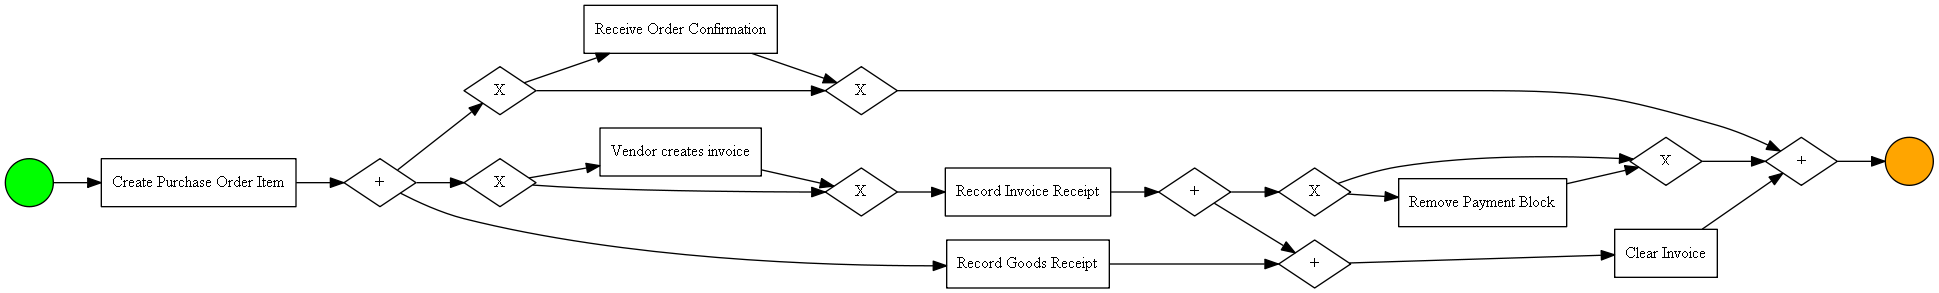 Receive Order Confirmation
X
X
Vendor creates invoice
Create Purchase Order Item
+
X
X
Record Invoice Receipt
+
X
Remove Payment Block
X
+
Record Goods Receipt
+
Clear Invoice